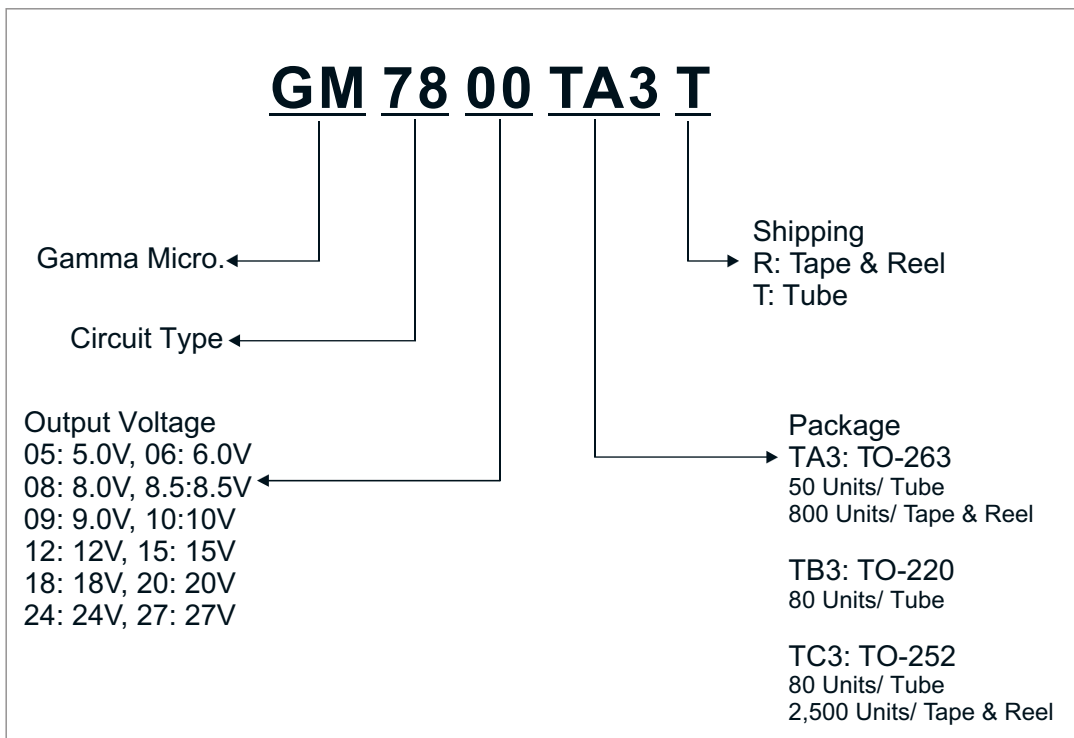 GM 78 00 TA3 T
Gamma Micro.
Circuit Type
Output Voltage
05: 5.0V, 06: 6.0V
08: 8.0V, 8.5:8.5V
09: 9.0V, 10:10V
12: 12V, 15: 15V
18: 18V, 20: 20V
24: 24V, 27: 27V
Shipping
R: Tape & Reel
T: Tube
Package
TA3: TO-263
50 Units/ Tube
800 Units/ Tape & Reel
TB3: TO-220
80 Units/ Tube
TC3: TO-252
80 Units/ Tube
2,500 Units/ Tape & Reel